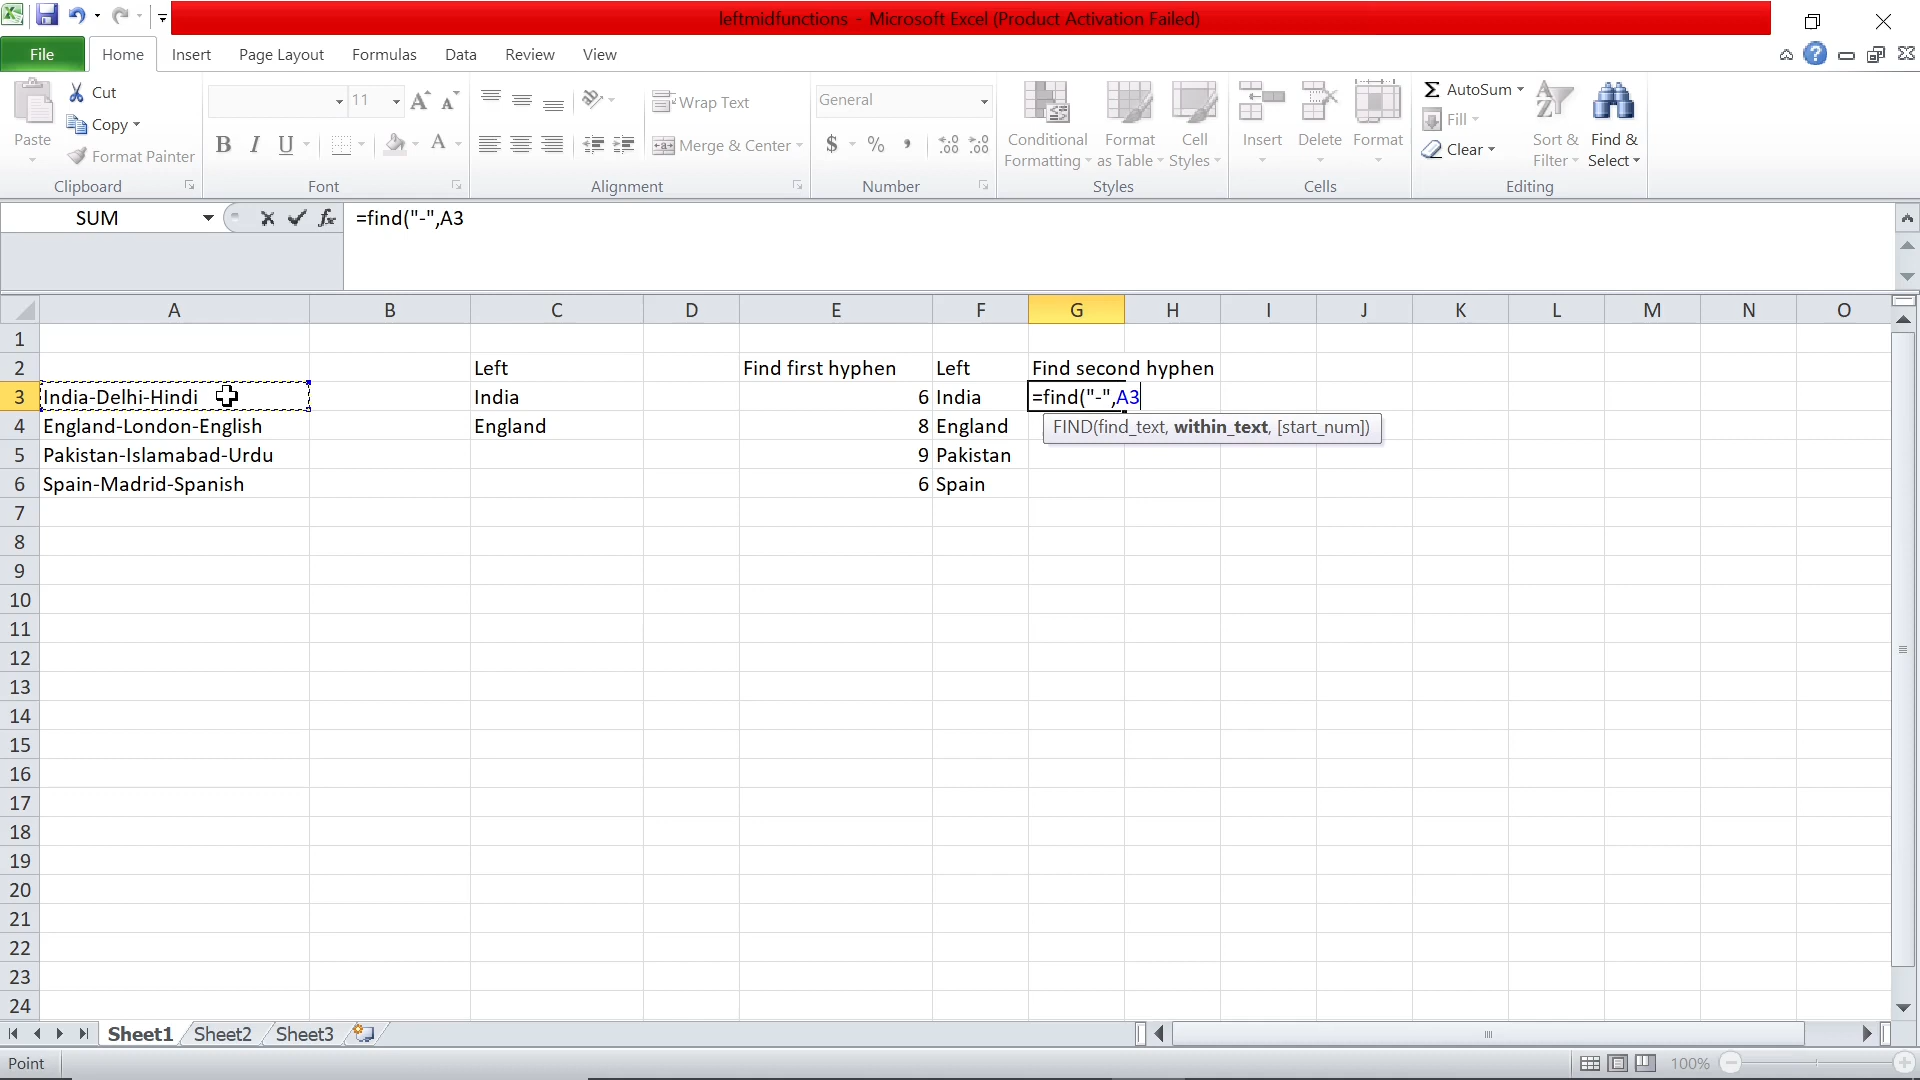 leftmidfunctions - Microsoft Excel (Product Activation Failed)
File Home Insert Page Layout Formulas Data Review View
Paste
Cut
Copy
Format Painter
Clipboard
11
B I U A
Font
Wrap Text
Merge & Center
Alignment
General
$ % ,
Number
Conditional Formatting
Format as Table
Cell Styles
Styles
Insert
Delete
Format
Cells
Σ AutoSum
Fill
Clear
Sort & Filter
Find & Select
Editing
SUM fx =find("-",A3
A B C D E F G H I J K L M N O
1
2 Left Find first hyphen Left Find second hyphen
3 India-Delhi-Hindi India 6 India =find("-",A3
4 England-London-English England 8 England FIND(find_text, within_text, [start_num])
5 Pakistan-Islamabad-Urdu 9 Pakistan
6 Spain-Madrid-Spanish 6 Spain
7
8
9
10
11
12
13
14
15
16
17
18
19
20
21
22
23
24
Sheet1 Sheet2 Sheet3
Point 100%